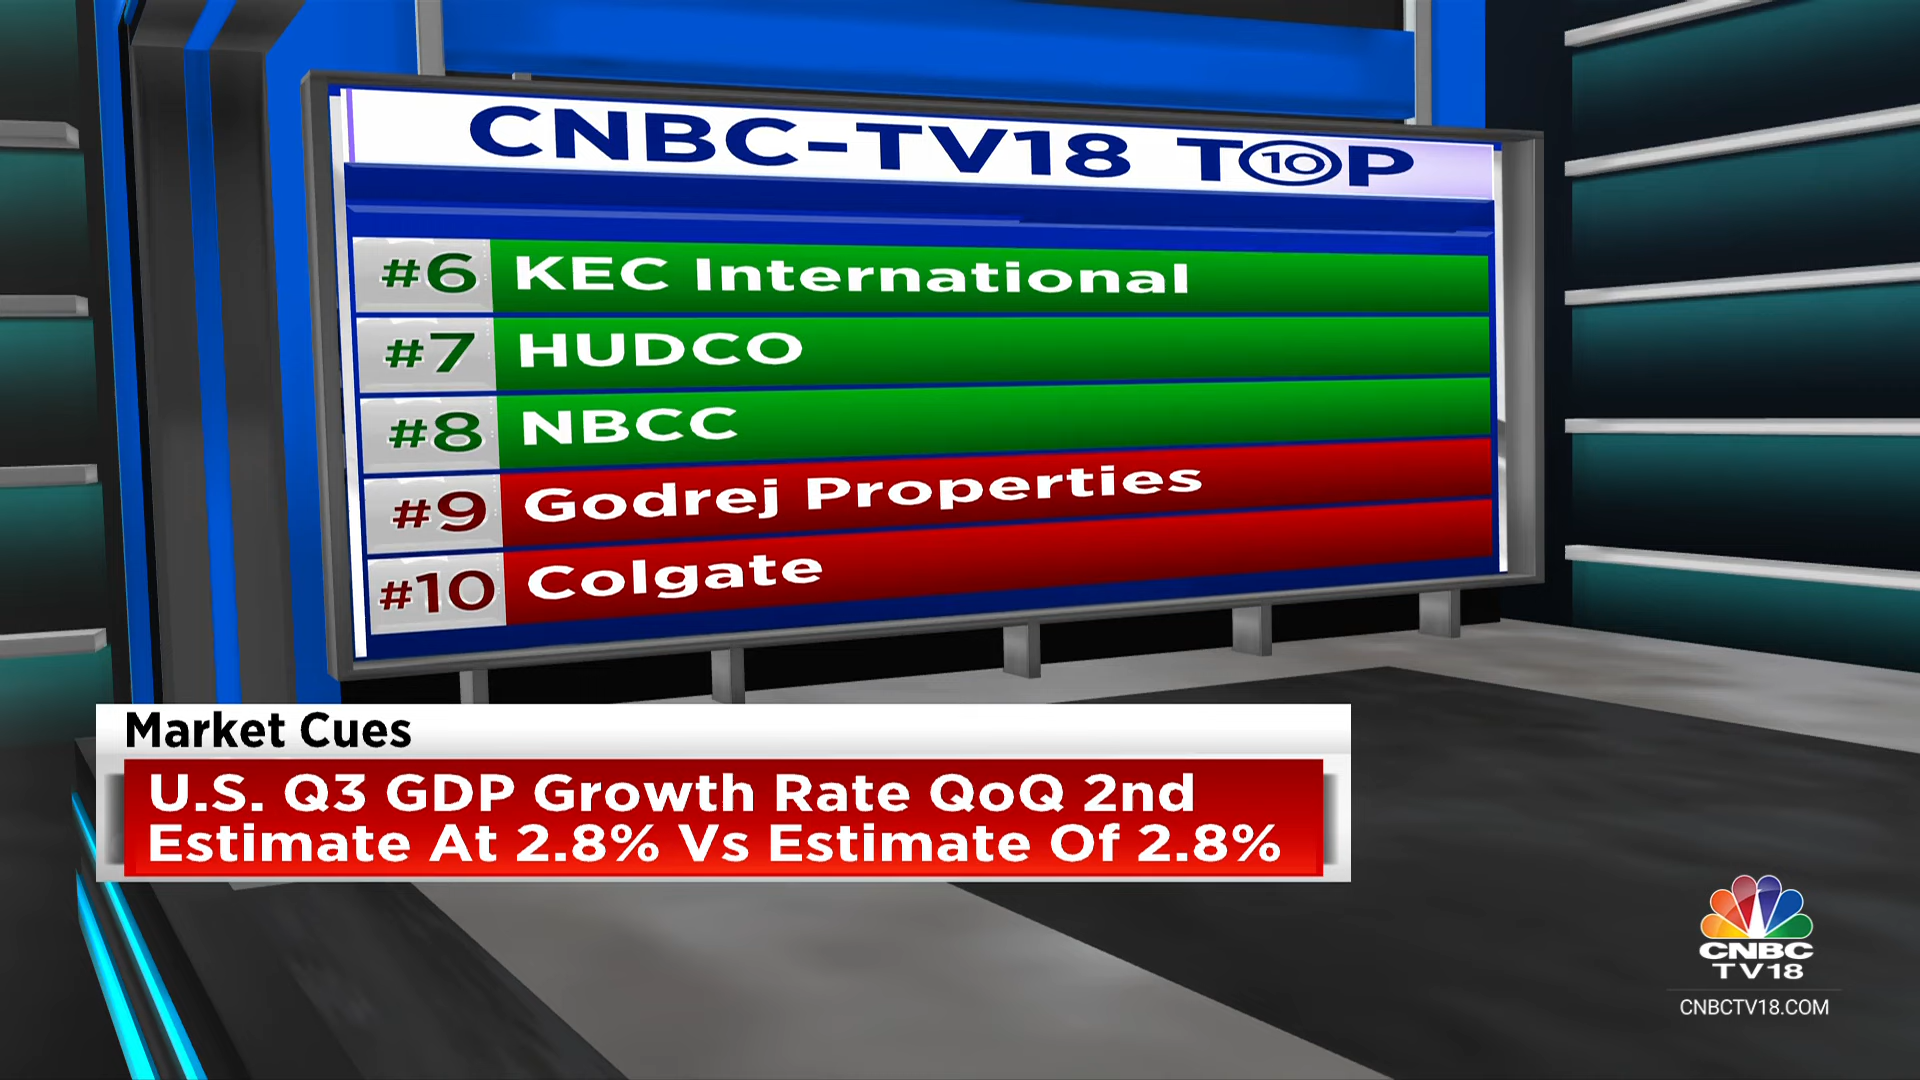 CNBC-TV18 TOP 10
#6 KEC International
#7 HUDCO
#8 NBCC
#9 Godrej Properties
#10 Colgate
Market Cues
U.S. Q3 GDP Growth Rate QoQ 2nd
Estimate At 2.8% Vs Estimate Of 2.8%
CNBC
TV18
CNBCTV18.COM